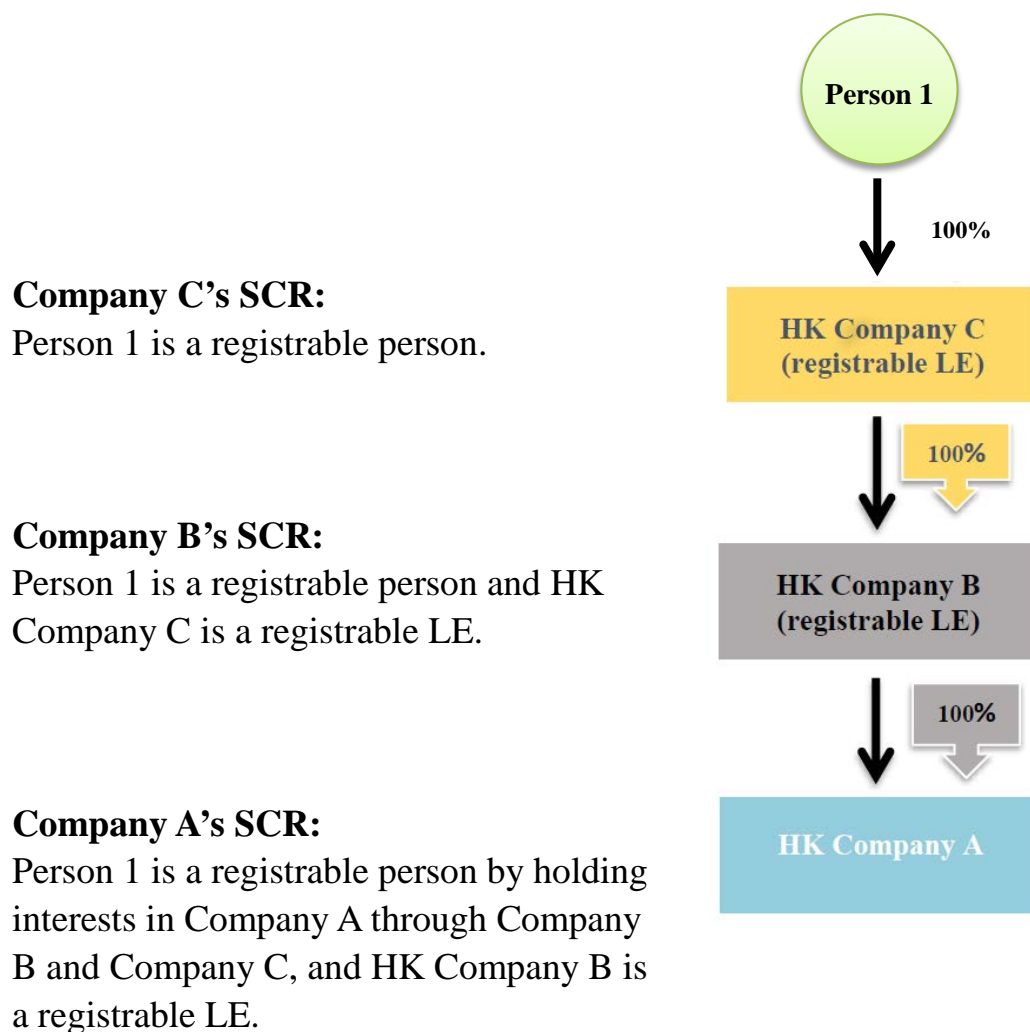 Person 1
100%
Company C’s SCR:
Person 1 is a registrable person.
HK Company C
(registrable LE)
100%
Company B’s SCR:
Person 1 is a registrable person and HK
Company C is a registrable LE.
HK Company B
(registrable LE)
100%
Company A’s SCR:
Person 1 is a registrable person by holding
interests in Company A through Company
B and Company C, and HK Company B is
a registrable LE.
HK Company A